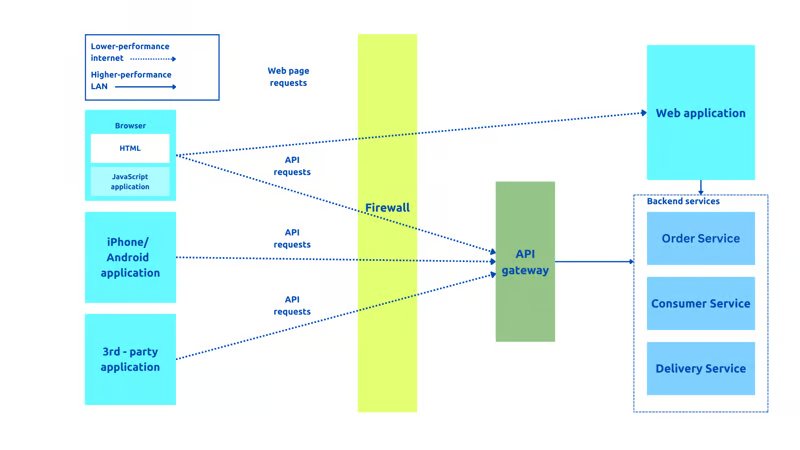 Lower-performance
internet
Higher-performance
LAN
Web page
requests
Browser
HTML
JavaScript
application
API
requests
iPhone/
Android
application
API
requests
3rd - party
application
API
requests
Firewall
API
gateway
Web application
Backend services
Order Service
Consumer Service
Delivery Service